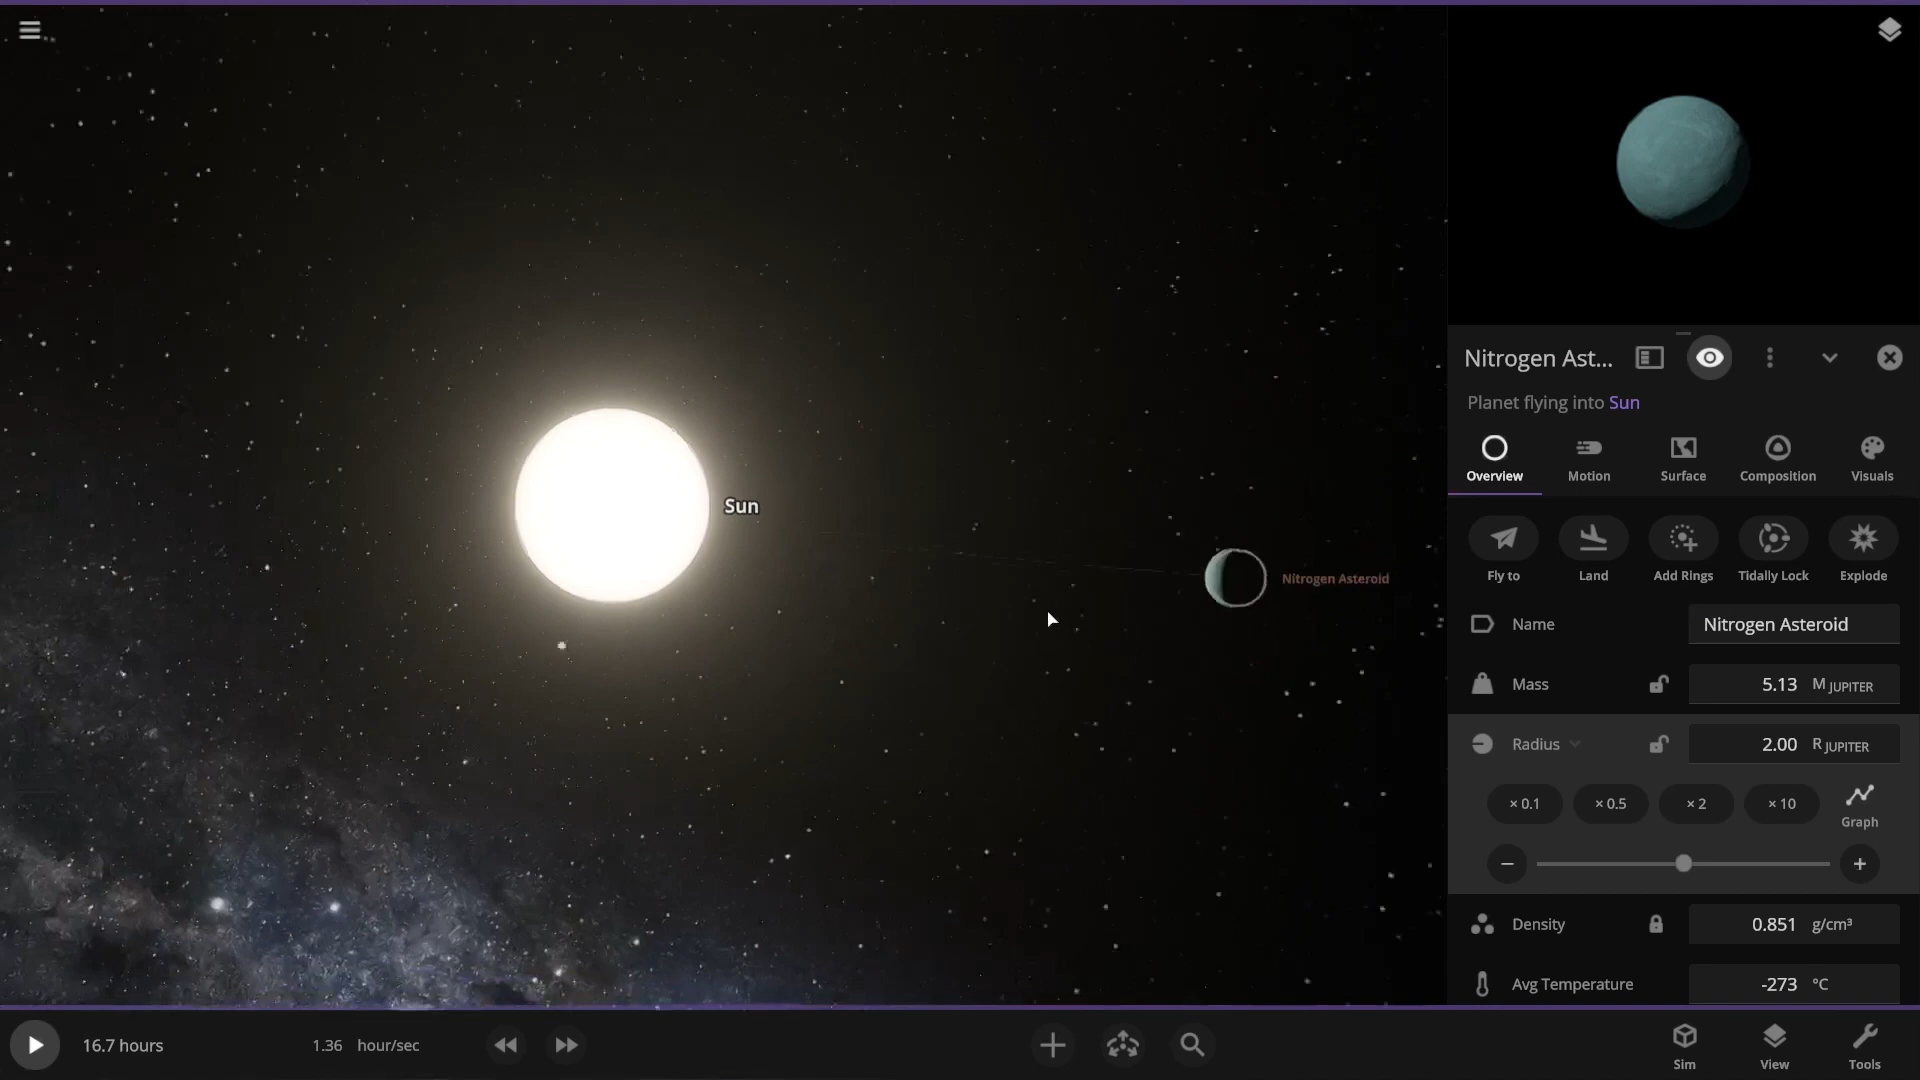 Sun
Nitrogen Asteroid
Nitrogen Ast...
Planet flying into Sun
Overview Motion Surface Composition Visuals
Fly to Land Add Rings Tidally Lock Explode
Name Nitrogen Asteroid
Mass 5.13 M JUPITER
Radius 2.00 R JUPITER
× 0.1 × 0.5 × 2 × 10 Graph
Density 0.851 g/cm³
Avg Temperature -273 °C
16.7 hours 1.36 hour/sec
Sim View Tools